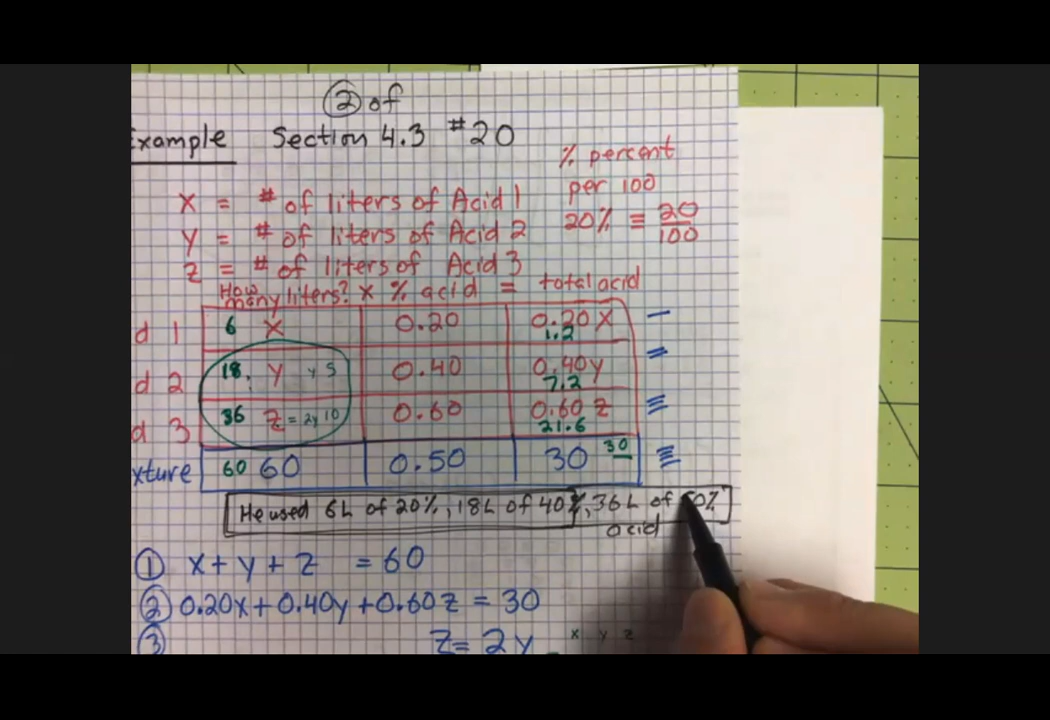 ② of
Example Section 4.3 #20
% percent
per 100
20% ≡ 20/100
X = # of liters of Acid 1
Y = # of liters of Acid 2
Z = # of liters of Acid 3
How many liters? X % acid = total acid
d 1 6 X 0.20 0.20X 1.2
d 2 18 Y 0.40 0.40Y 7.2
d 3 36 Z = 2y 0.60 0.60 Z 21.6
xture 60 60 0.50 30 30
He used 6L of 20%, 18L of 40%, 36L of 60%
acid
① X+Y+Z = 60
② 0.20X+0.40Y+0.60Z = 30
③ Z = 2Y
x y z